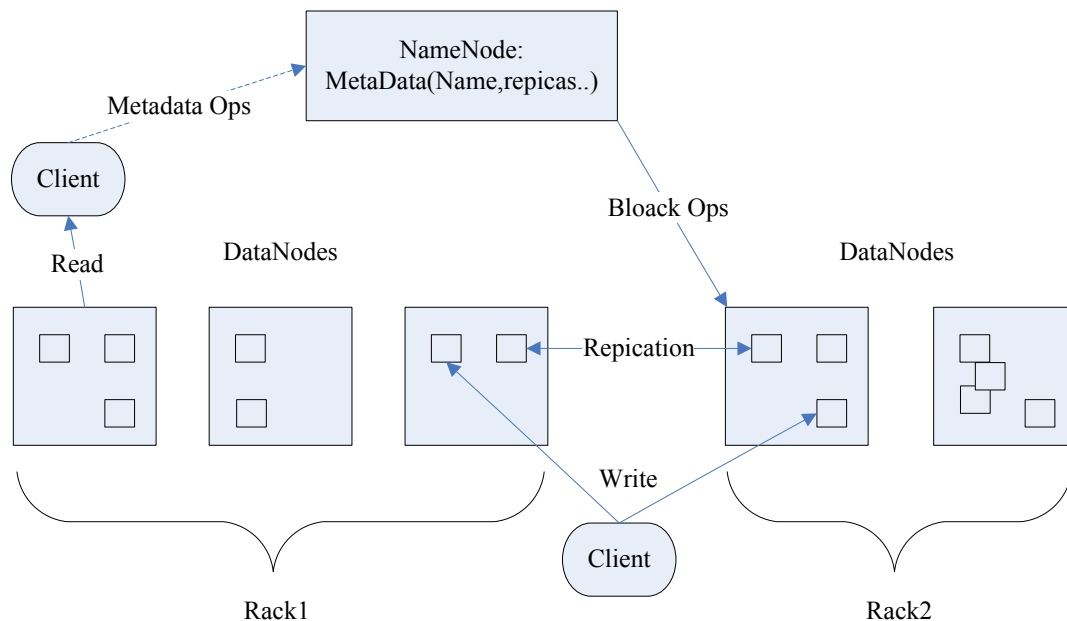 NameNode:
MetaData(Name,repicas..)
Metadata Ops
Client
Bloack Ops
Read
DataNodes
DataNodes
Repication
Write
Client
Rack1
Rack2